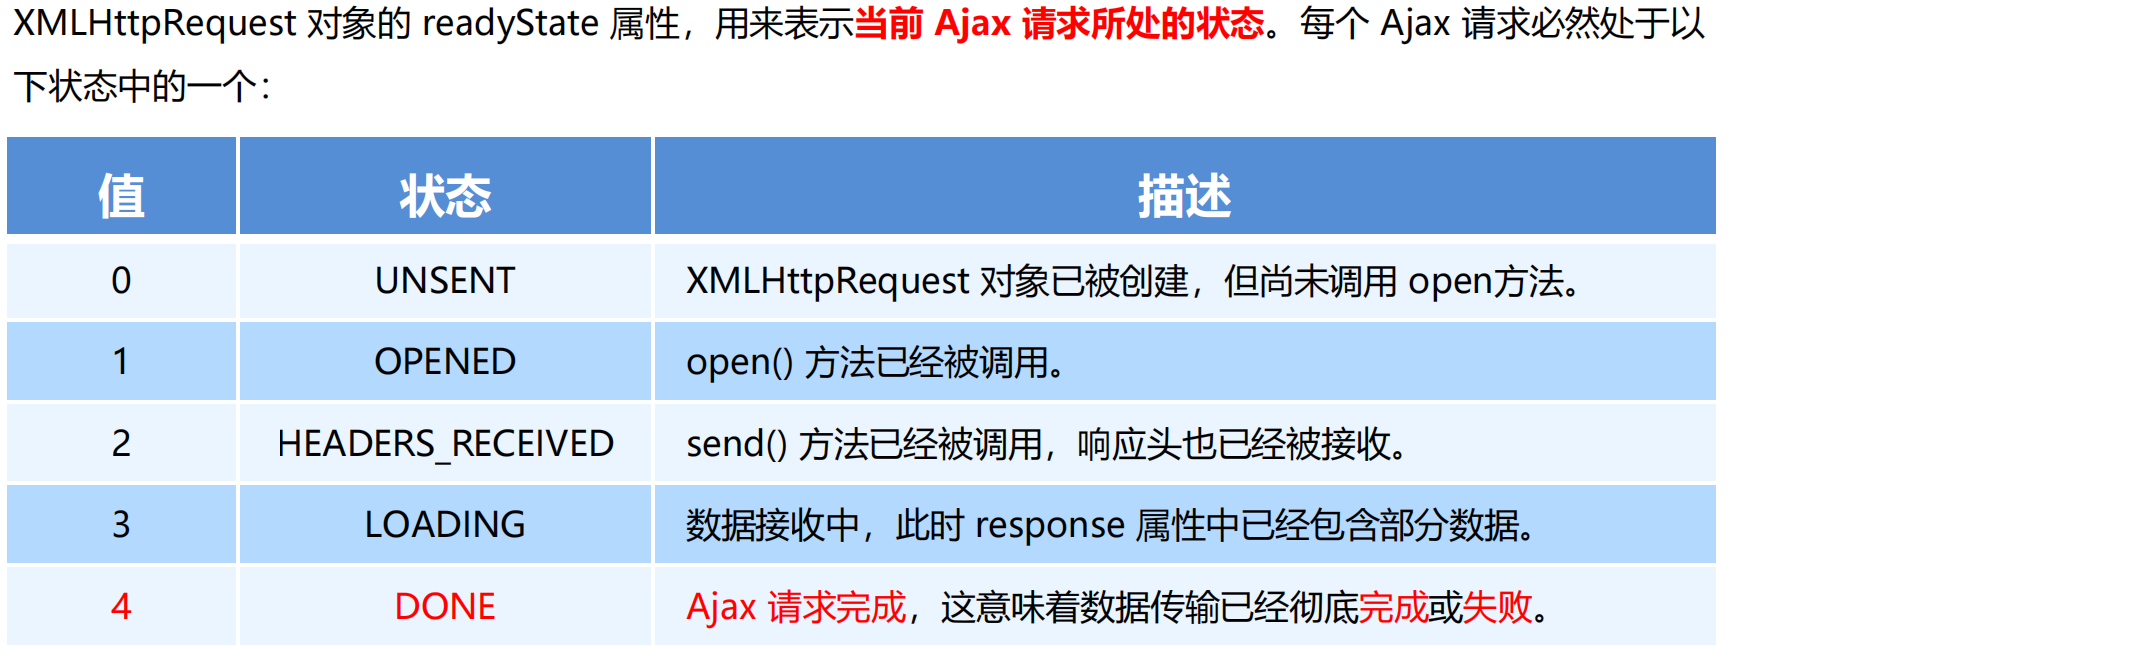 XMLHttpRequest 对象的 readyState 属性，用来表示当前 Ajax 请求所处的状态。每个 Ajax 请求必然处于以
下状态中的一个：
值 状态 描述
0 UNSENT XMLHttpRequest 对象已被创建，但尚未调用 open方法。
1 OPENED open() 方法已经被调用。
2 HEADERS_RECEIVED send() 方法已经被调用，响应头也已经被接收。
3 LOADING 数据接收中，此时 response 属性中已经包含部分数据。
4 DONE Ajax 请求完成，这意味着数据传输已经彻底完成或失败。